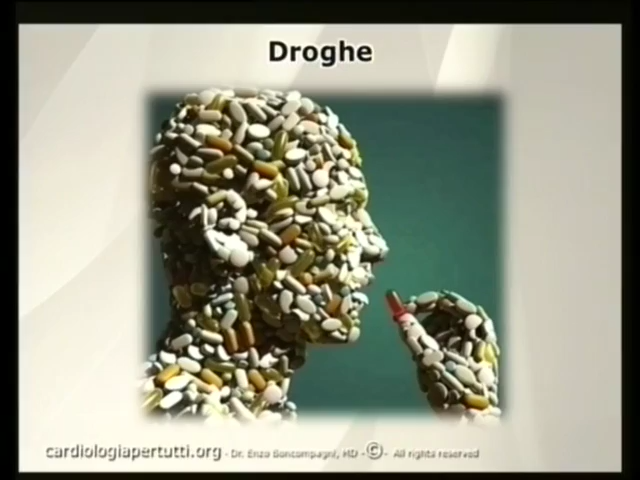 Droghe
cardiologiapertutti.org - Dr. Enzo Boncompagni, MD - © - All rights reserved